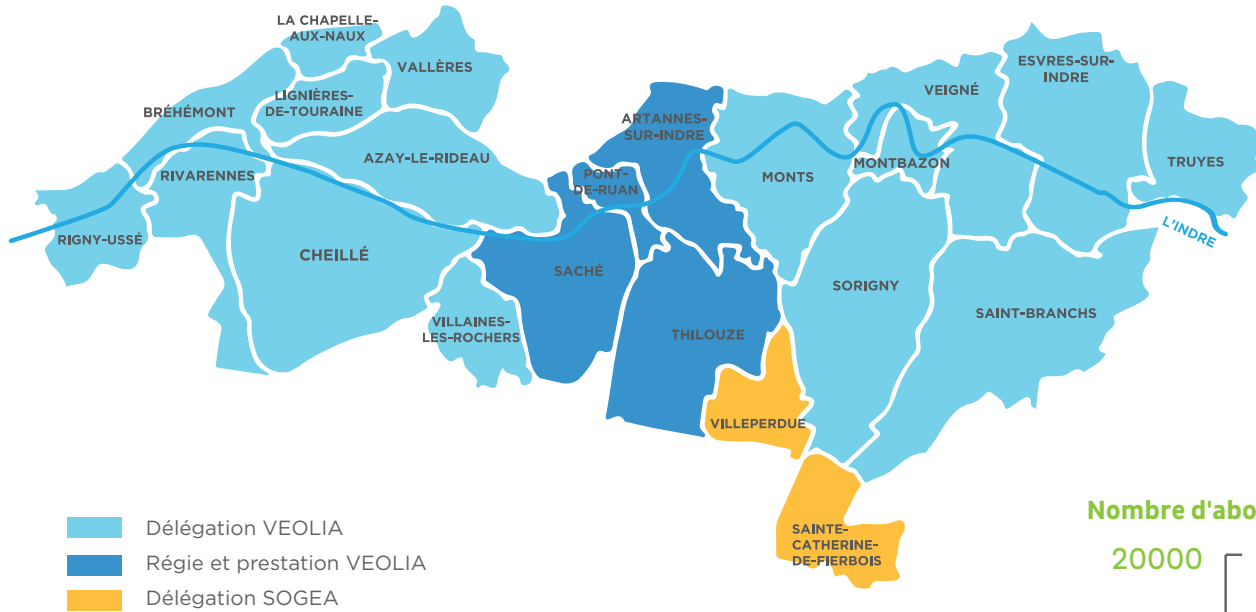 LA CHAPELLE-
AUX-NAUX
VALLÈRES
BRÉHÉMONT
LIGNIÈRES-
DE-TOURAINE
AZAY-LE-RIDEAU
RIVARENNES
RIGNY-USSÉ
CHEILLÉ
VILLAINES-
LES-ROCHERS
SACHÉ
PONT-
DE-RUAN
ARTANNES-
SUR-INDRE
THILOUZE
VILLEPERDUE
SAINTE-
CATHERINE-
DE-FIERBOIS
MONTS
MONTBAZON
VEIGNÉ
ESVRES-SUR-
INDRE
TRUYES
L'INDRE
SORIGNY
SAINT-BRANCHS
Délégation VEOLIA
Régie et prestation VEOLIA
Délégation SOGEA
Nombre d'abo
20000